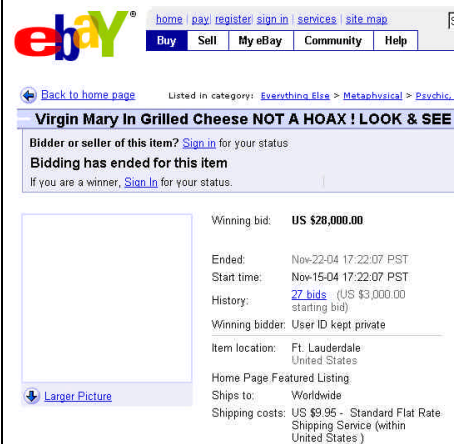 ebY®
home | pay | register | sign in | services | site map
Buy Sell My eBay Community Help
Back to home page Listed in category: Everything Else > Metaphysical > Psychic,
Virgin Mary In Grilled Cheese NOT A HOAX ! LOOK & SEE
Bidder or seller of this item? Sign in for your status
Bidding has ended for this item
If you are a winner, Sign In for your status.
Winning bid: US $28,000.00
Ended: Nov-22-04 17:22:07 PST
Start time: Nov-15-04 17:22:07 PST
History: 27 bids (US $3,000.00
starting bid)
Winning bidder: User ID kept private
Item location: Ft. Lauderdale
United States
Home Page Featured Listing
Larger Picture Ships to: Worldwide
Shipping costs: US $9.95 - Standard Flat Rate
Shipping Service (within
United States )